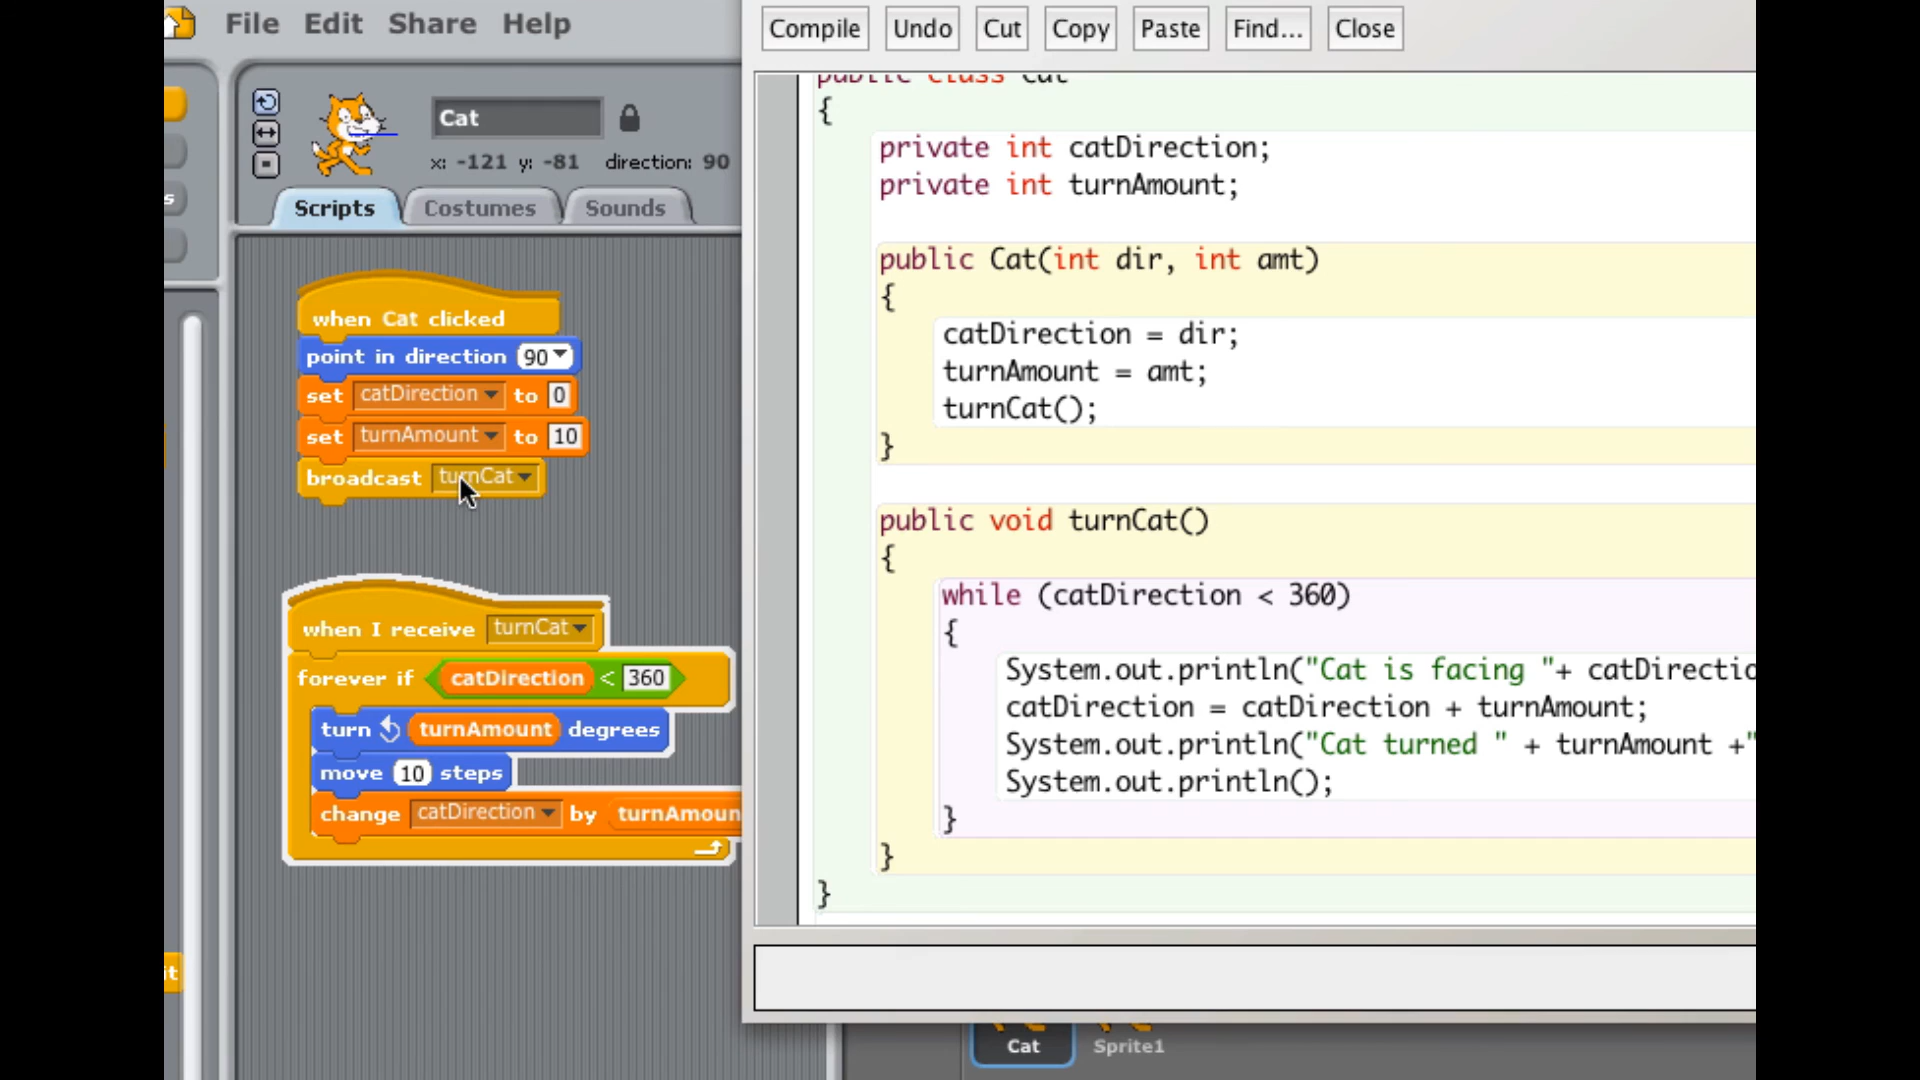 File Edit Share Help
Cat
x: -121 y: -81 direction: 90
Scripts Costumes Sounds
when Cat clicked
point in direction 90
set catDirection to 0
set turnAmount to 10
broadcast turnCat
when I receive turnCat
forever if catDirection < 360
turn turnAmount degrees
move 10 steps
change catDirection by turnAmoun
Compile Undo Cut Copy Paste Find... Close
public class Cat
{
private int catDirection;
private int turnAmount;
public Cat(int dir, int amt)
{
catDirection = dir;
turnAmount = amt;
turnCat();
}
public void turnCat()
{
while (catDirection < 360)
{
System.out.println("Cat is facing "+ catDirectio
catDirection = catDirection + turnAmount;
System.out.println("Cat turned " + turnAmount +"
System.out.println();
}
}
}
Cat Sprite1